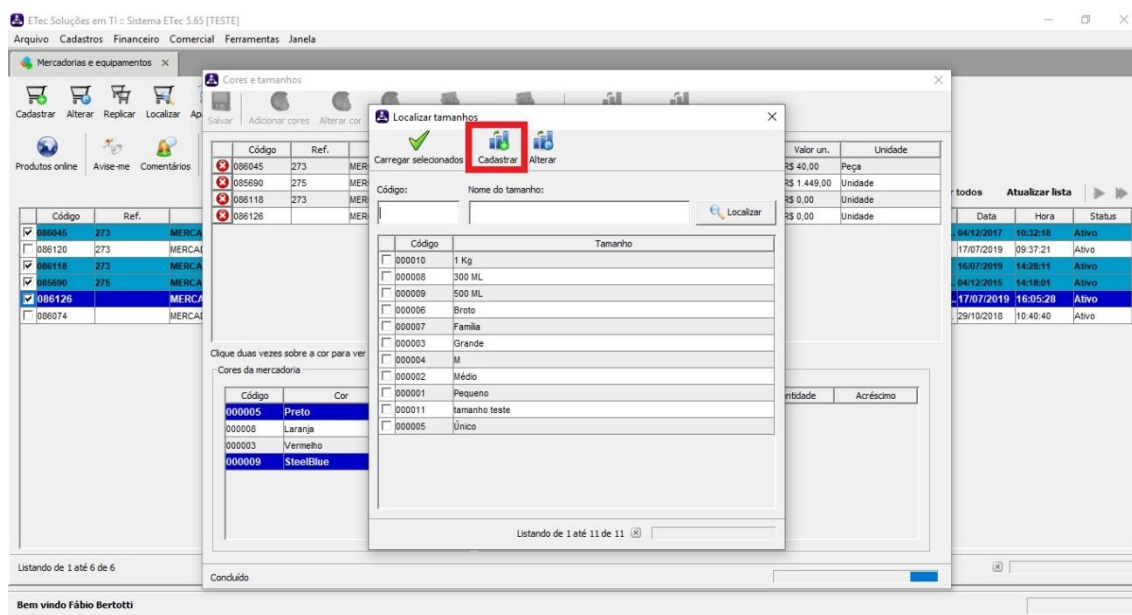 ETec Soluções em TI :: Sistema ETec 5.65 [TESTE]
Arquivo Cadastros Financeiro Comercial Ferramentas Janela
Mercadorias e equipamentos
Cadastrar Alterar Replicar Localizar
Produtos online Avise-me Comentários
Código Ref.
086045 273
086120 273
086118 273
085690 275
086126
086074
Listando de 1 até 6 de 6
Bem vindo Fábio Bertotti
Cores e tamanhos
Salvar Adicionar cores Alterar cor
Código Ref. Valor un. Unidade
086045 273 R$ 40,00 Peça
085690 275 R$ 1.449,00 Unidade
086118 273 R$ 0,00 Unidade
086126 R$ 0,00 Unidade
Clique duas vezes sobre a cor para ver
Cores da mercadoria
Código Cor Acréscimo
000005 Preto
000008 Laranja
000003 Vermelho
000009 SteelBlue
Concluído
Localizar tamanhos
Carregar selecionados Cadastrar Alterar
Código: Nome do tamanho:
Localizar
Código Tamanho
000010 1 Kg
000008 300 ML
000009 500 ML
000006 Broto
000007 Família
000003 Grande
000004 M
000002 Médio
000001 Pequeno
000011 tamanho teste
000005 Único
Listando de 1 até 11 de 11
todos Atualizar lista
Data Hora Status
04/12/2017 10:32:18 Ativo
17/07/2019 09:37:21 Ativo
16/07/2019 14:28:11 Ativo
04/12/2015 14:18:01 Ativo
17/07/2019 16:05:28 Ativo
29/10/2018 10:40:40 Ativo